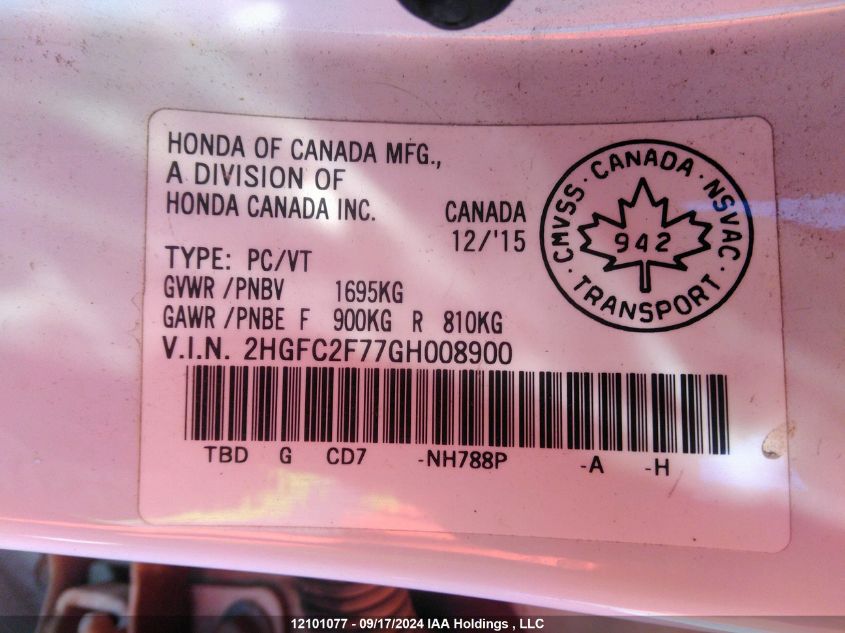 HONDA OF CANADA MFG.,
A DIVISION OF
HONDA CANADA INC.
CANADA
12/'15
TYPE: PC/VT
GVWR/PNBV 1695KG
GAWR/PNBE F 900KG R 810KG
V.I.N. 2HGFC2F77GH008900
TBD G CD7 -NH788P -A -H
CMVSS · CANADA · NSVAC · TRANSPORT ·
942
12101077 - 09/17/2024 IAA Holdings , LLC